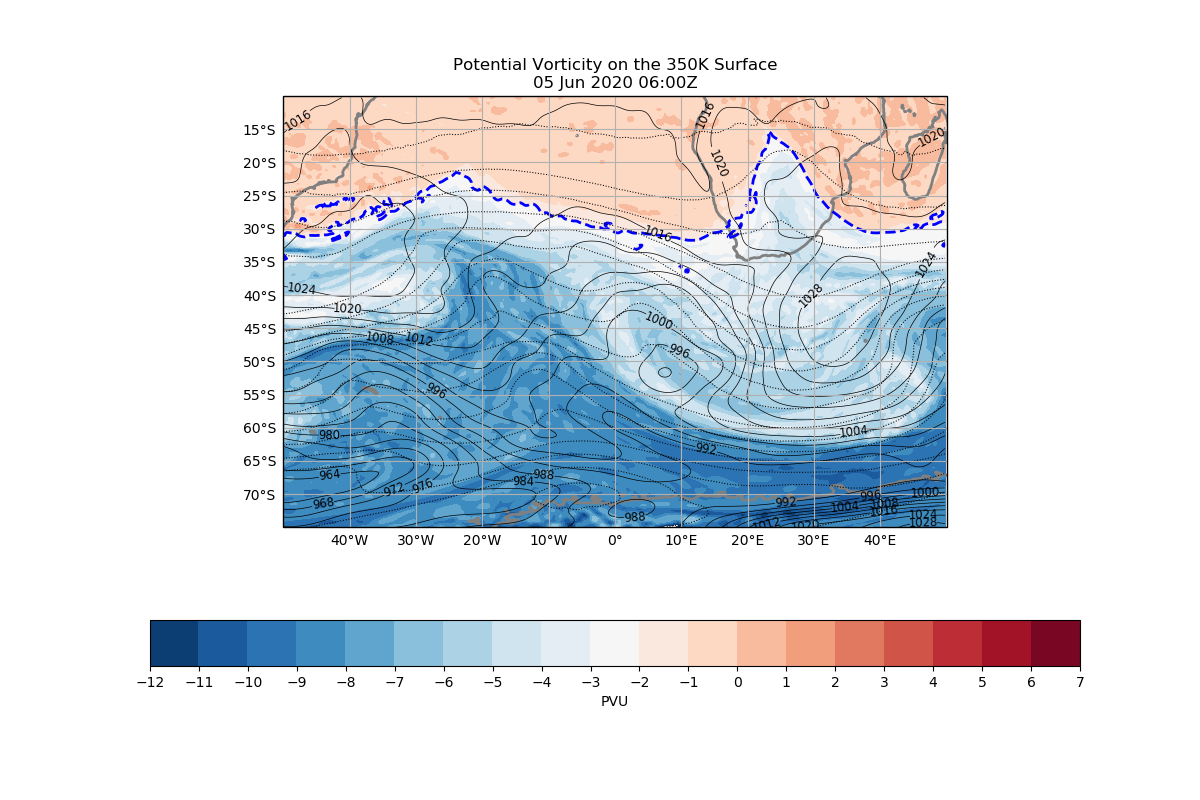 Potential Vorticity on the 350K Surface
05 Jun 2020 06:00Z
1016
1016
1020
1020
15°S
20°S
25°S
30°S
35°S
40°S
45°S
50°S
55°S
60°S
65°S
70°S
1016
1024
1024
1028
1020
1000
1008
1012
996
996
980
1004
992
964
988
984
972
976
968
988
992
996
1000
1004
1008
1016
1024
1012
1020
1028
40°W
30°W
20°W
10°W
0°
10°E
20°E
30°E
40°E
−12
−11
−10
−9
−8
−7
−6
−5
−4
−3
−2
−1
0
1
2
3
4
5
6
7
PVU